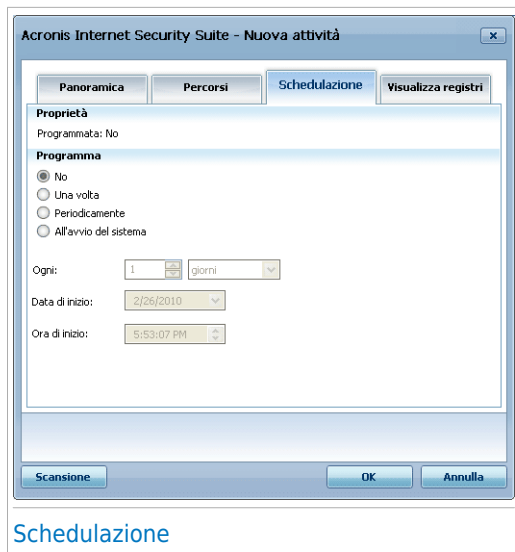 Acronis Internet Security Suite - Nuova attività
Panoramica Percorsi Schedulazione Visualizza registri
Proprietà
Programmata: No
Programma
No
Una volta
Periodicamente
All'avvio del sistema
Ogni: 1 giorni
Data di inizio: 2/26/2010
Ora di inizio: 5:53:07 PM
Scansione OK Annulla
Schedulazione